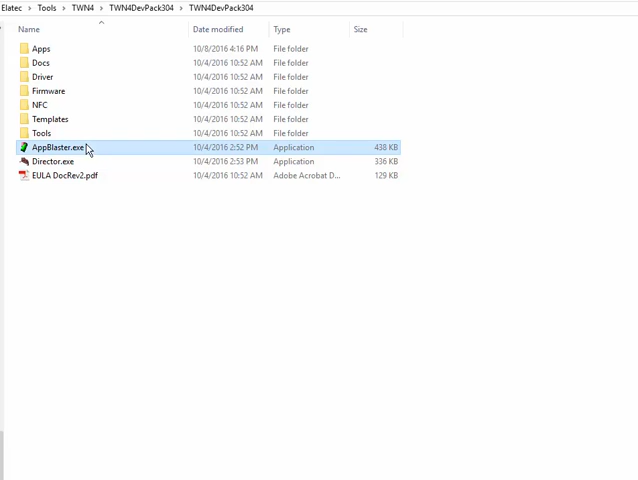 Elatec > Tools > TWN4 > TWN4DevPack304 > TWN4DevPack304
Name Date modified Type Size
Apps 10/8/2016 4:16 PM File folder
Docs 10/4/2016 10:52 AM File folder
Driver 10/4/2016 10:52 AM File folder
Firmware 10/4/2016 10:52 AM File folder
NFC 10/4/2016 10:52 AM File folder
Templates 10/4/2016 10:52 AM File folder
Tools 10/4/2016 10:52 AM File folder
AppBlaster.exe 10/4/2016 2:52 PM Application 438 KB
Director.exe 10/4/2016 2:53 PM Application 336 KB
EULA DocRev2.pdf 10/4/2016 10:52 AM Adobe Acrobat D... 129 KB